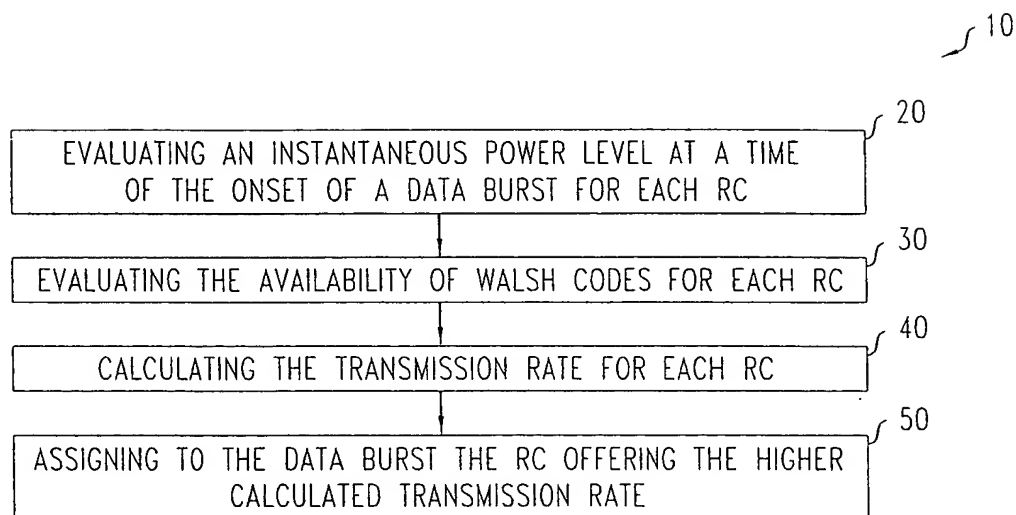 10
20
EVALUATING AN INSTANTANEOUS POWER LEVEL AT A TIME
OF THE ONSET OF A DATA BURST FOR EACH RC
30
EVALUATING THE AVAILABILITY OF WALSH CODES FOR EACH RC
40
CALCULATING THE TRANSMISSION RATE FOR EACH RC
50
ASSIGNING TO THE DATA BURST THE RC OFFERING THE HIGHER
CALCULATED TRANSMISSION RATE